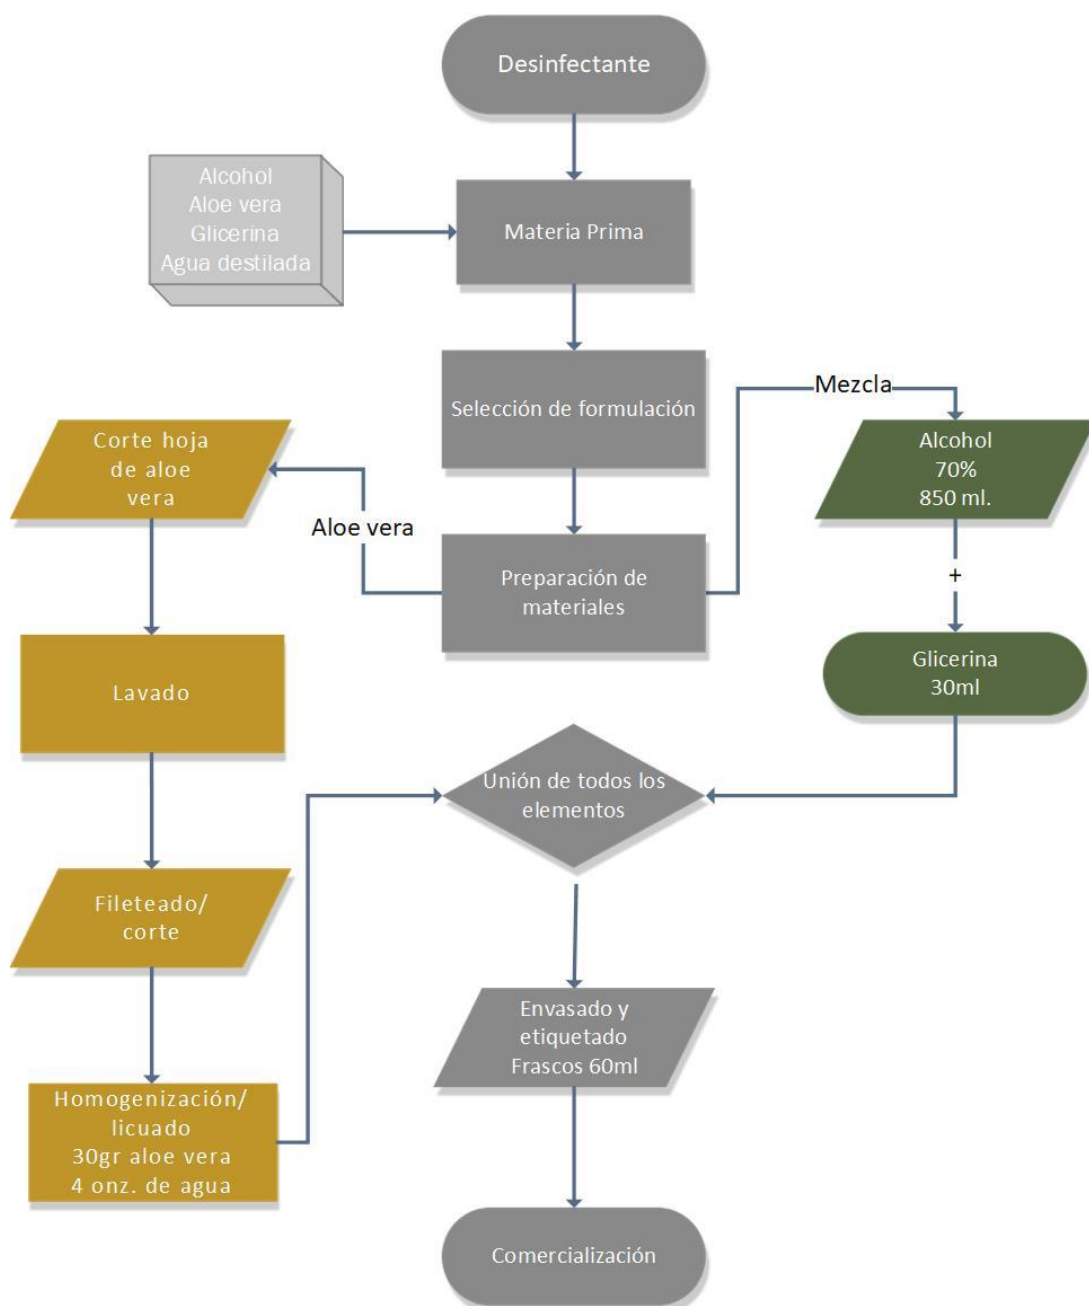 Desinfectante
Alcohol
Aloe vera
Glicerina
Agua destilada
Materia Prima
Selección de formulación
Mezcla
Corte hoja
de aloe
vera
Alcohol
70%
850 ml.
Aloe vera
Preparación de
materiales
+
Lavado
Glicerina
30ml
Unión de todos los
elementos
Fileteado/
corte
Envasado y
etiquetado
Frascos 60ml
Homogenización/
licuado
30gr aloe vera
4 onz. de agua
Comercialización